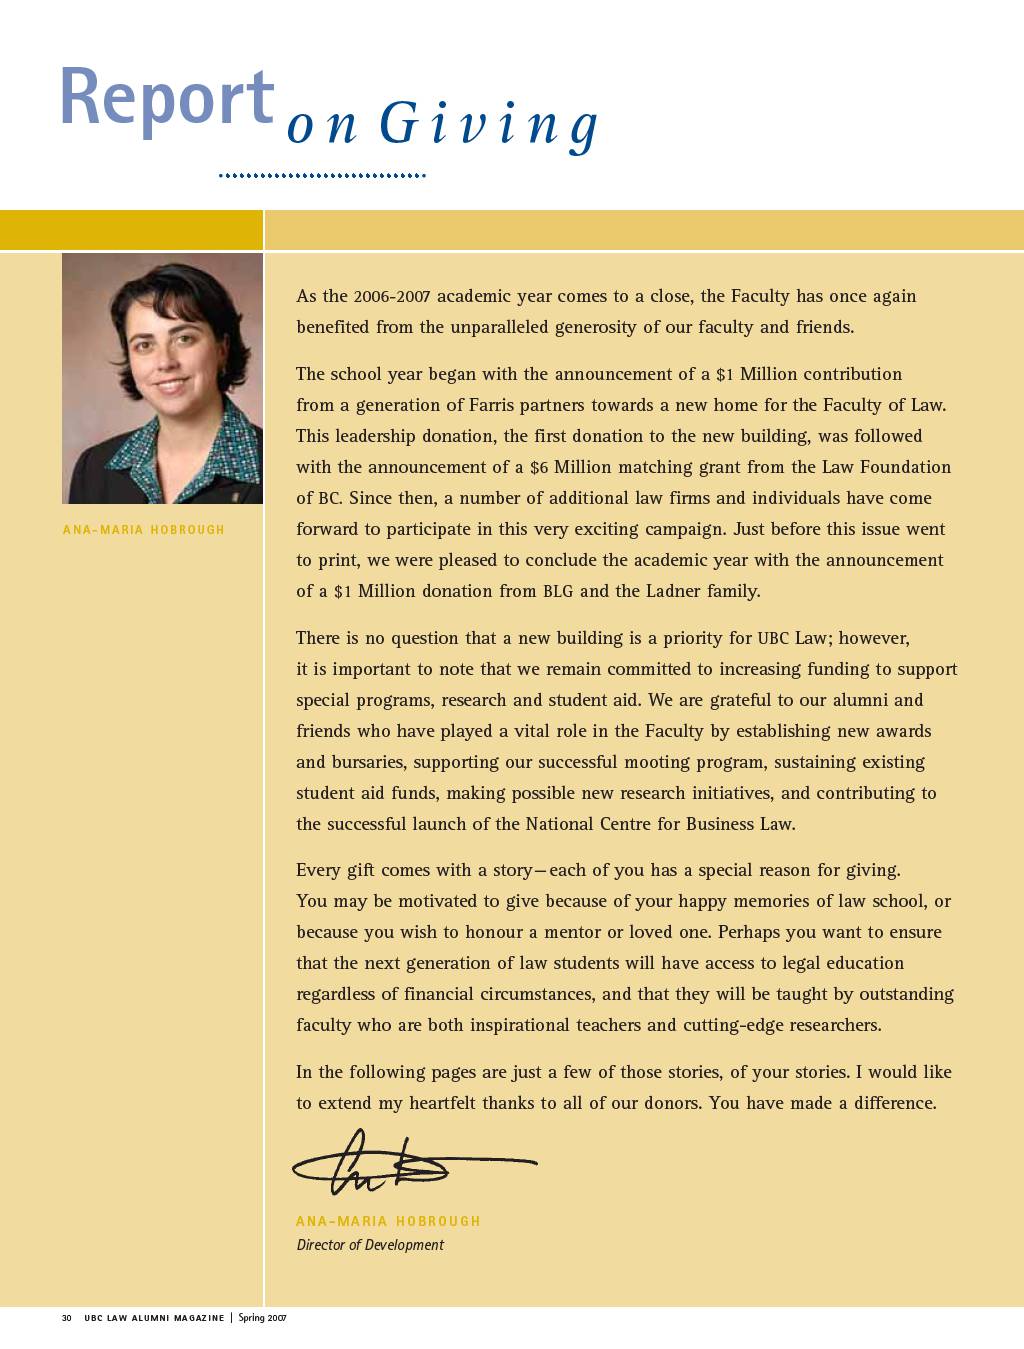 Report on Giving
ANA-MARIA HOBROUGH
As the 2006-2007 academic year comes to a close, the Faculty has once again
benefited from the unparalleled generosity of our faculty and friends.
The school year began with the announcement of a $1 Million contribution
from a generation of Farris partners towards a new home for the Faculty of Law.
This leadership donation, the first donation to the new building, was followed
with the announcement of a $6 Million matching grant from the Law Foundation
of BC. Since then, a number of additional law firms and individuals have come
forward to participate in this very exciting campaign. Just before this issue went
to print, we were pleased to conclude the academic year with the announcement
of a $1 Million donation from BLG and the Ladner family.
There is no question that a new building is a priority for UBC Law; however,
it is important to note that we remain committed to increasing funding to support
special programs, research and student aid. We are grateful to our alumni and
friends who have played a vital role in the Faculty by establishing new awards
and bursaries, supporting our successful mooting program, sustaining existing
student aid funds, making possible new research initiatives, and contributing to
the successful launch of the National Centre for Business Law.
Every gift comes with a story—each of you has a special reason for giving.
You may be motivated to give because of your happy memories of law school, or
because you wish to honour a mentor or loved one. Perhaps you want to ensure
that the next generation of law students will have access to legal education
regardless of financial circumstances, and that they will be taught by outstanding
faculty who are both inspirational teachers and cutting-edge researchers.
In the following pages are just a few of those stories, of your stories. I would like
to extend my heartfelt thanks to all of our donors. You have made a difference.
ANA-MARIA HOBROUGH
Director of Development
30 UBC LAW ALUMNI MAGAZINE | Spring 2007